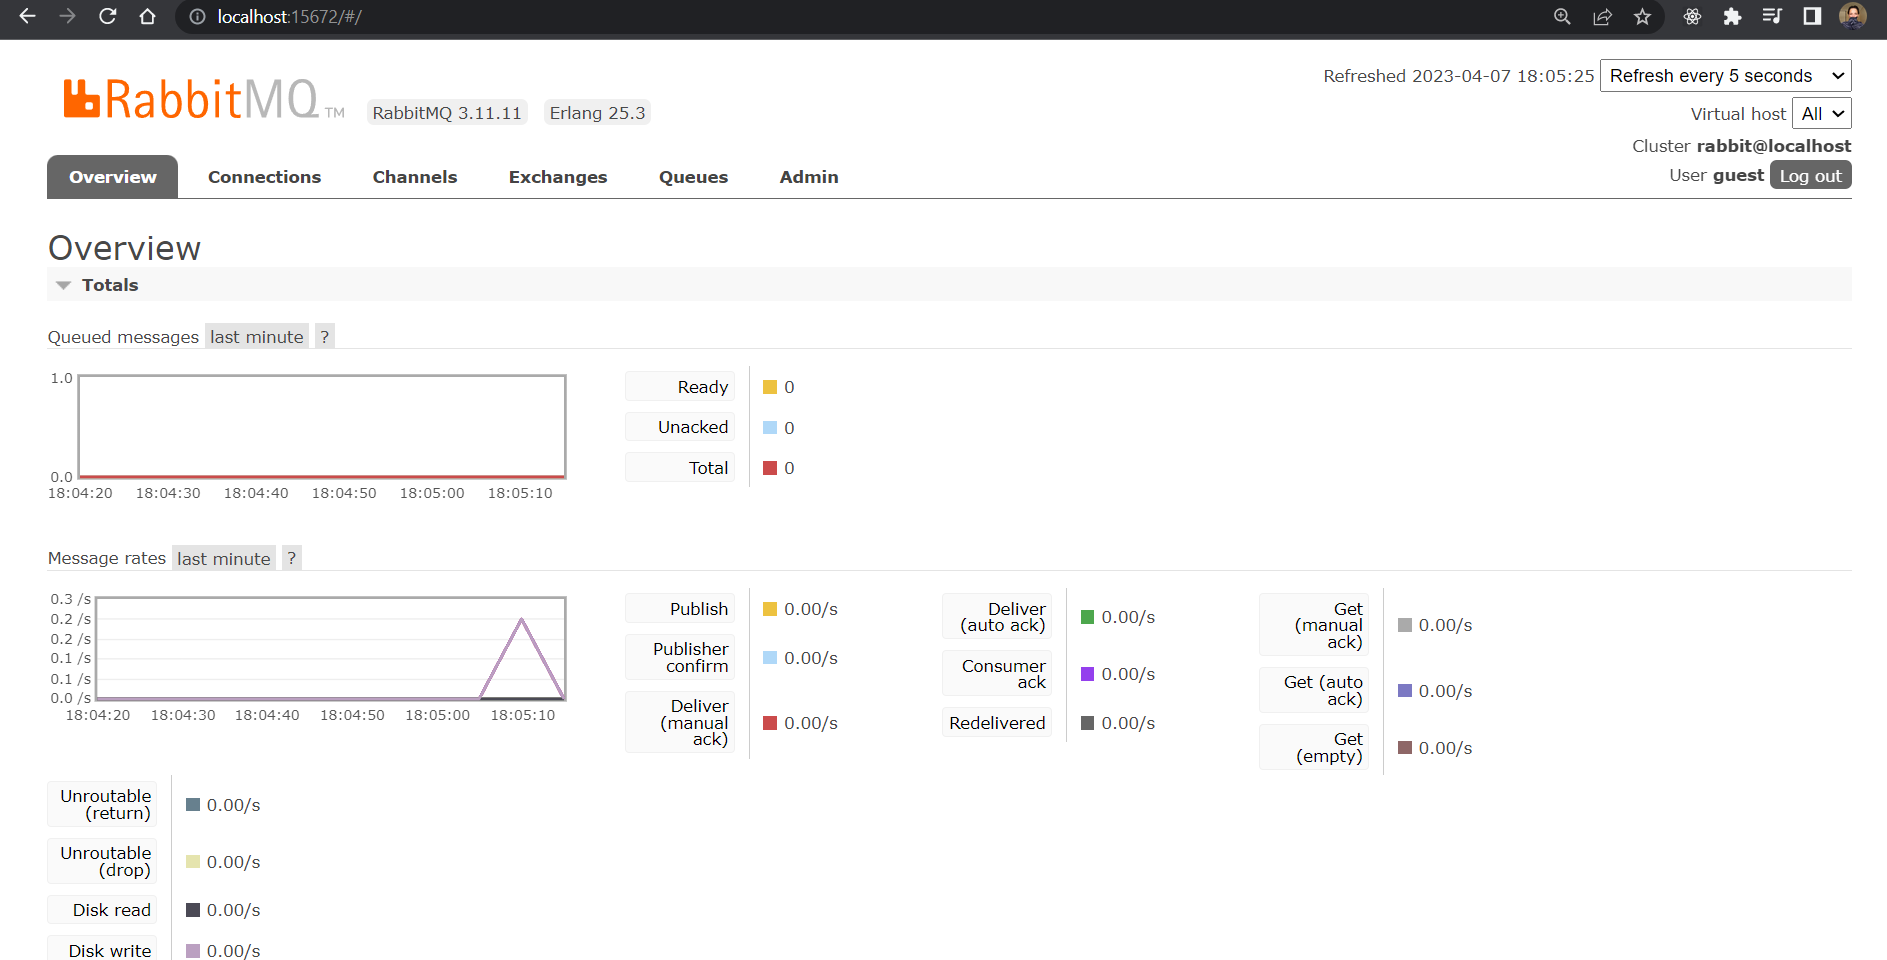 localhost:15672/#/
Refreshed 2023-04-07 18:05:25 Refresh every 5 seconds
RabbitMQ TM RabbitMQ 3.11.11 Erlang 25.3
Virtual host All
Cluster rabbit@localhost
User guest Log out
Overview Connections Channels Exchanges Queues Admin
Overview
Totals
Queued messages last minute ?
1.0
0.0
18:04:20 18:04:30 18:04:40 18:04:50 18:05:00 18:05:10
Ready 0
Unacked 0
Total 0
Message rates last minute ?
0.3 /s
0.2 /s
0.2 /s
0.1 /s
0.1 /s
0.0 /s
18:04:20 18:04:30 18:04:40 18:04:50 18:05:00 18:05:10
Publish 0.00/s
Publisher
confirm 0.00/s
Deliver
(manual
ack) 0.00/s
Deliver
(auto ack) 0.00/s
Consumer
ack 0.00/s
Redelivered 0.00/s
Get
(manual
ack) 0.00/s
Get (auto
ack) 0.00/s
Get
(empty) 0.00/s
Unroutable
(return) 0.00/s
Unroutable
(drop) 0.00/s
Disk read 0.00/s
Disk write 0.00/s